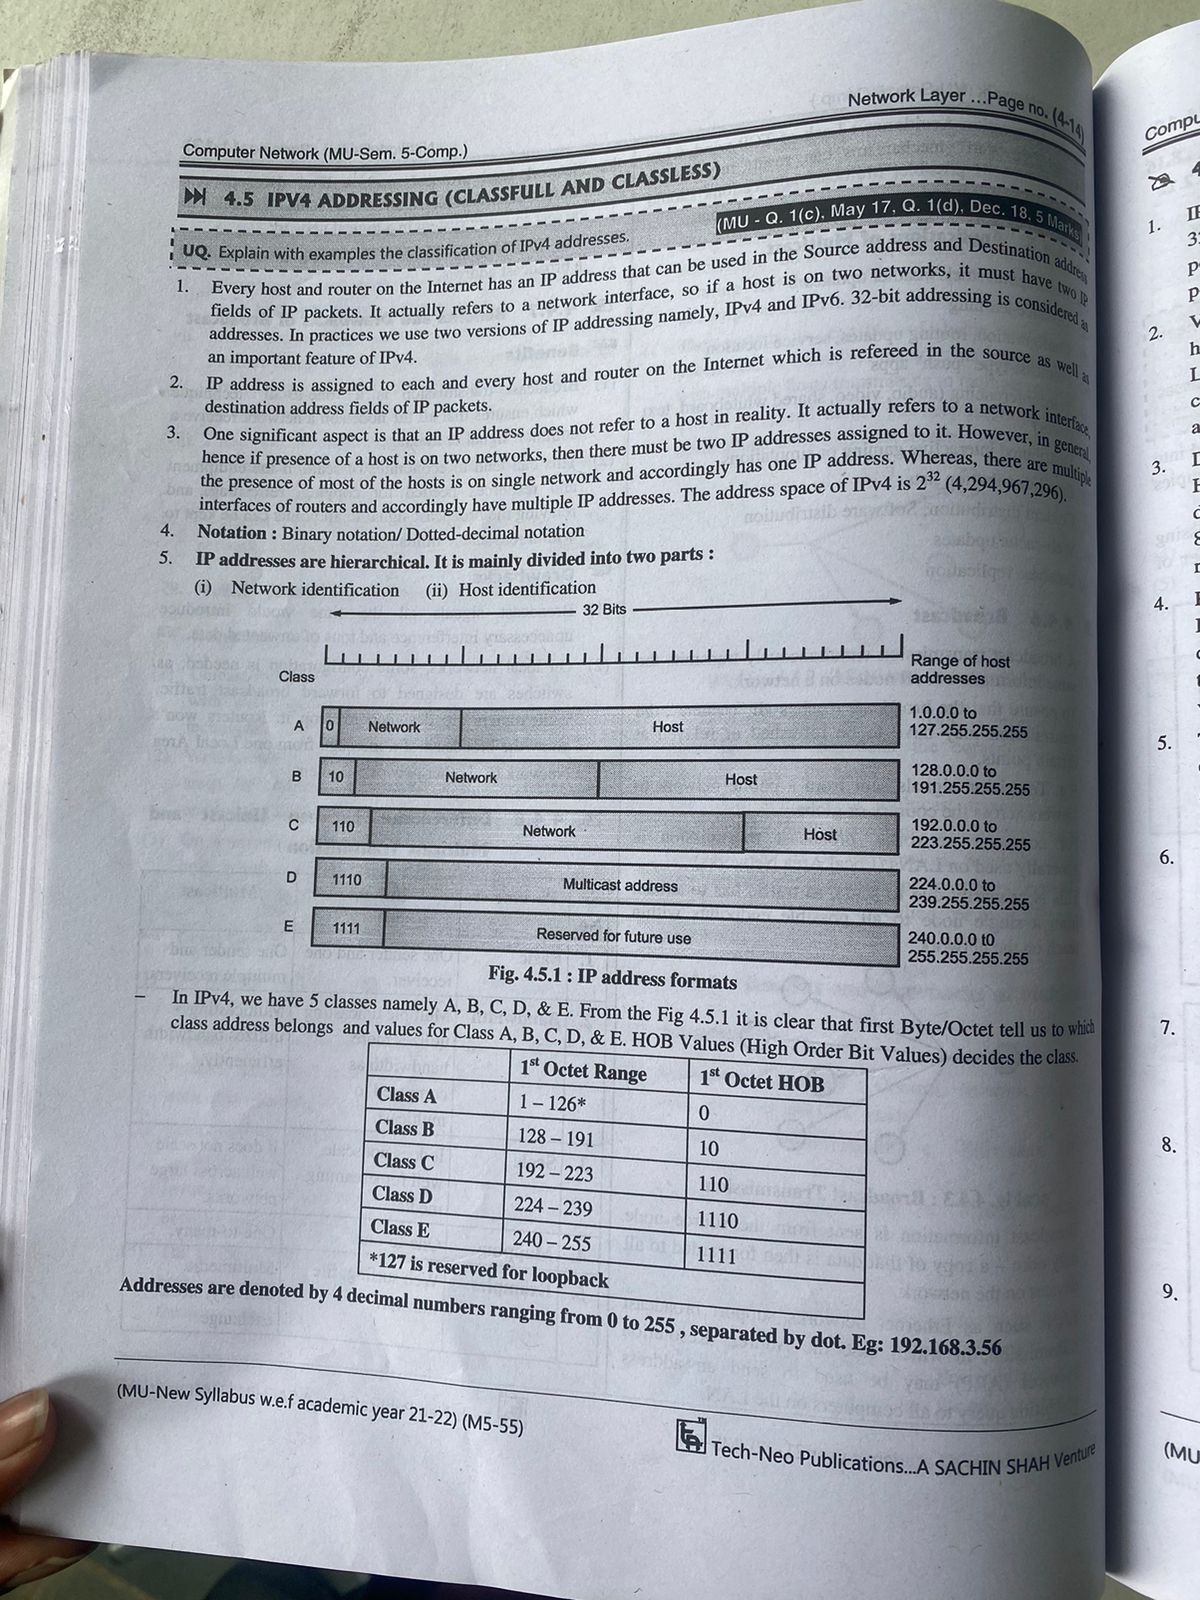 Network Layer ...Page no. (4-14)
Computer Network (MU-Sem. 5-Comp.)
4.5 IPV4 ADDRESSING (CLASSFULL AND CLASSLESS)
(MU - Q. 1(c), May 17, Q. 1(d), Dec. 18, 5 Marks)
UQ. Explain with examples the classification of IPv4 addresses.
1. Every host and router on the Internet has an IP address that can be used in the Source address and Destination address
fields of IP packets. It actually refers to a network interface, so if a host is on two networks, it must have two IP
addresses. In practices we use two versions of IP addressing namely, IPv4 and IPv6. 32-bit addressing is considered as
an important feature of IPv4.
2. IP address is assigned to each and every host and router on the Internet which is refereed in the source as well as
destination address fields of IP packets.
3. One significant aspect is that an IP address does not refer to a host in reality. It actually refers to a network interface,
hence if presence of a host is on two networks, then there must be two IP addresses assigned to it. However, in general,
the presence of most of the hosts is on single network and accordingly has one IP address. Whereas, there are multiple
interfaces of routers and accordingly have multiple IP addresses. The address space of IPv4 is 2^32 (4,294,967,296).
4. Notation : Binary notation/ Dotted-decimal notation
5. IP addresses are hierarchical. It is mainly divided into two parts :
(i) Network identification (ii) Host identification
32 Bits
Class
Range of host
addresses
A 0 Network Host 1.0.0.0 to
127.255.255.255
B 10 Network Host 128.0.0.0 to
191.255.255.255
C 110 Network Host 192.0.0.0 to
223.255.255.255
D 1110 Multicast address 224.0.0.0 to
239.255.255.255
E 1111 Reserved for future use 240.0.0.0 t0
255.255.255.255
Fig. 4.5.1 : IP address formats
– In IPv4, we have 5 classes namely A, B, C, D, & E. From the Fig 4.5.1 it is clear that first Byte/Octet tell us to which
class address belongs and values for Class A, B, C, D, & E. HOB Values (High Order Bit Values) decides the class.
1st Octet Range 1st Octet HOB
Class A 1 – 126* 0
Class B 128 – 191 10
Class C 192 – 223 110
Class D 224 – 239 1110
Class E 240 – 255 1111
*127 is reserved for loopback
Addresses are denoted by 4 decimal numbers ranging from 0 to 255 , separated by dot. Eg: 192.168.3.56
(MU-New Syllabus w.e.f academic year 21-22) (M5-55)
Tech-Neo Publications...A SACHIN SHAH Venture
1.
2.
3.
4.
5.
6.
7.
8.
9.
(MU